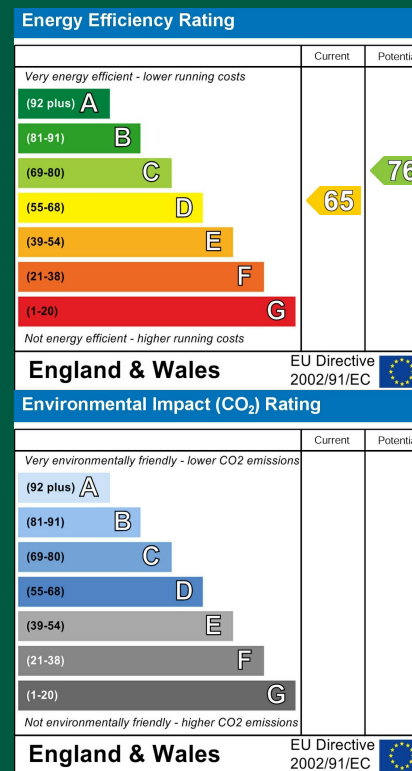 Energy Efficiency Rating
Current Potentia
Very energy efficient - lower running costs
(92 plus) A
(81-91) B
(69-80) C
(55-68) D
(39-54) E
(21-38) F
(1-20) G
65
76
Not energy efficient - higher running costs
England & Wales
EU Directive
2002/91/EC
Environmental Impact (CO₂) Rating
Current Potentia
Very environmentally friendly - lower CO2 emissions
(92 plus) A
(81-91) B
(69-80) C
(55-68) D
(39-54) E
(21-38) F
(1-20) G
Not environmentally friendly - higher CO2 emissions
England & Wales
EU Directive
2002/91/EC